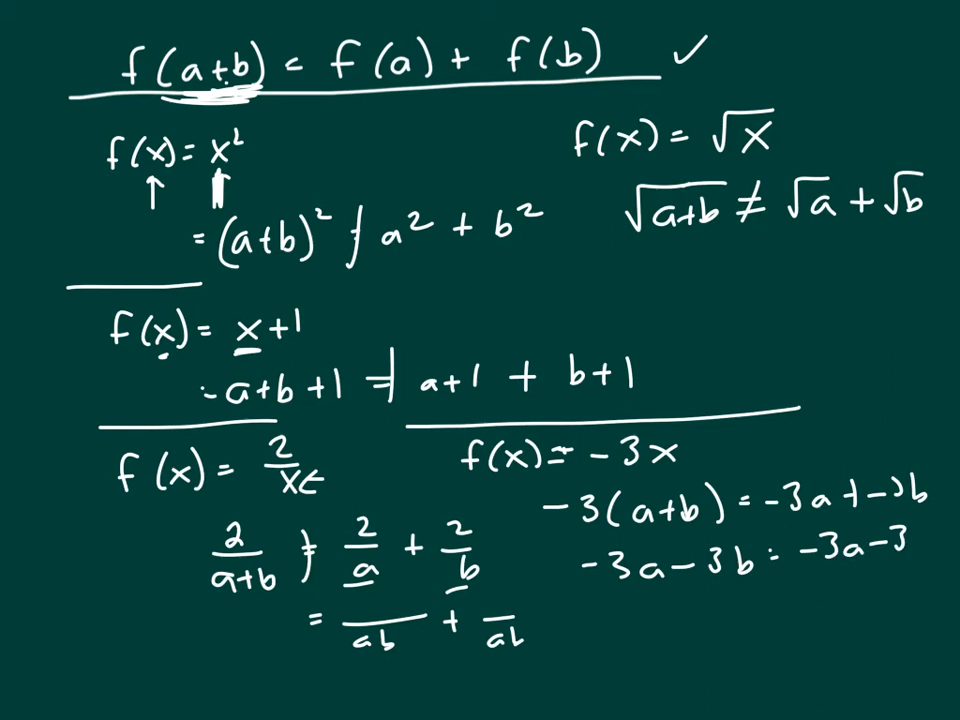 f(a+b) = f(a) + f(b) ✓
f(x) = x²
= (a+b)² ≠ a² + b²
f(x) = √x
√a+b ≠ √a + √b
f(x) = x+1
= a+b+1 ≠ a+1 + b+1
f(x) = 2/x
2/(a+b) ≠ 2/a + 2/b
= /ab + /ab
f(x) = -3x
-3(a+b) = -3a + -3b
-3a-3b = -3a-3